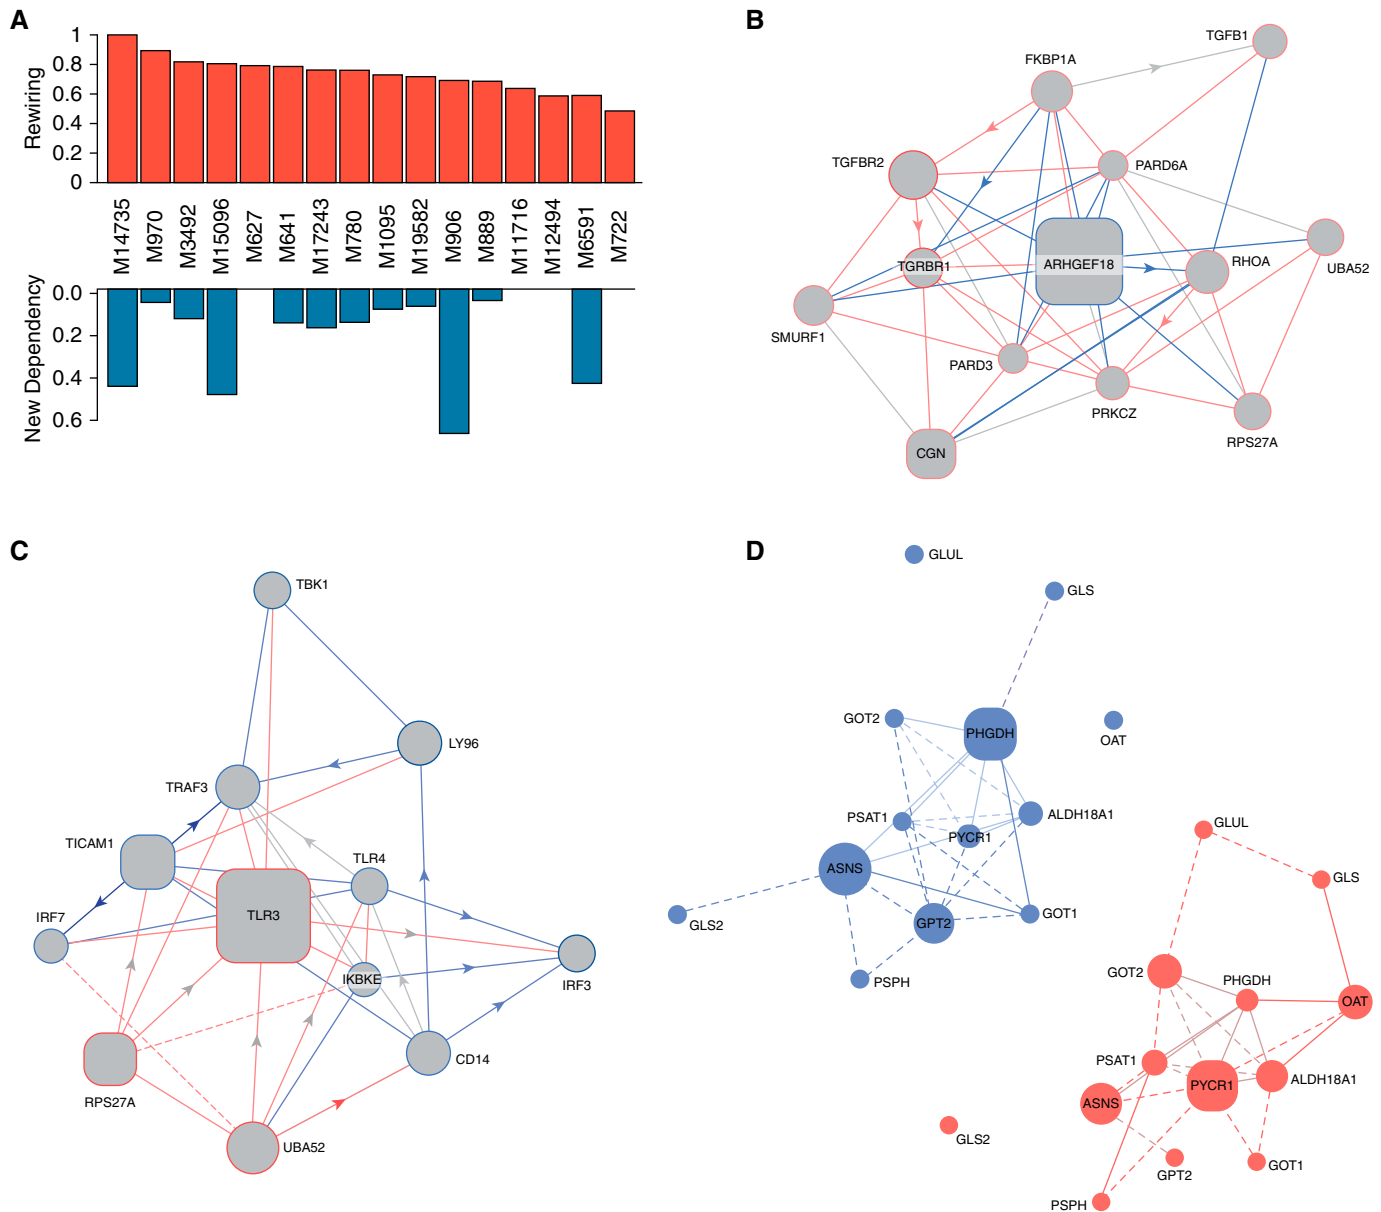 A
Rewiring
1
0.8
0.6
0.4
0.2
0
M14735
M970
M3492
M15096
M627
M641
M17243
M780
M1095
M19582
M906
M889
M11716
M12494
M6591
M722
New Dependency
0.0
0.2
0.4
0.6
B
TGFB1
FKBP1A
TGFBR2
PARD6A
TGRBR1
ARHGEF18
RHOA
UBA52
SMURF1
PARD3
PRKCZ
RPS27A
CGN
C
TBK1
LY96
TRAF3
TICAM1
TLR4
TLR3
IRF7
IKBKE
IRF3
CD14
RPS27A
UBA52
D
GLUL
GLS
GOT2
PHGDH
OAT
PSAT1
ALDH18A1
PYCR1
ASNS
GLS2
GPT2
GOT1
PSPH
GLUL
GLS
GOT2
PHGDH
OAT
PSAT1
PYCR1
ALDH18A1
ASNS
GLS2
GPT2
GOT1
PSPH